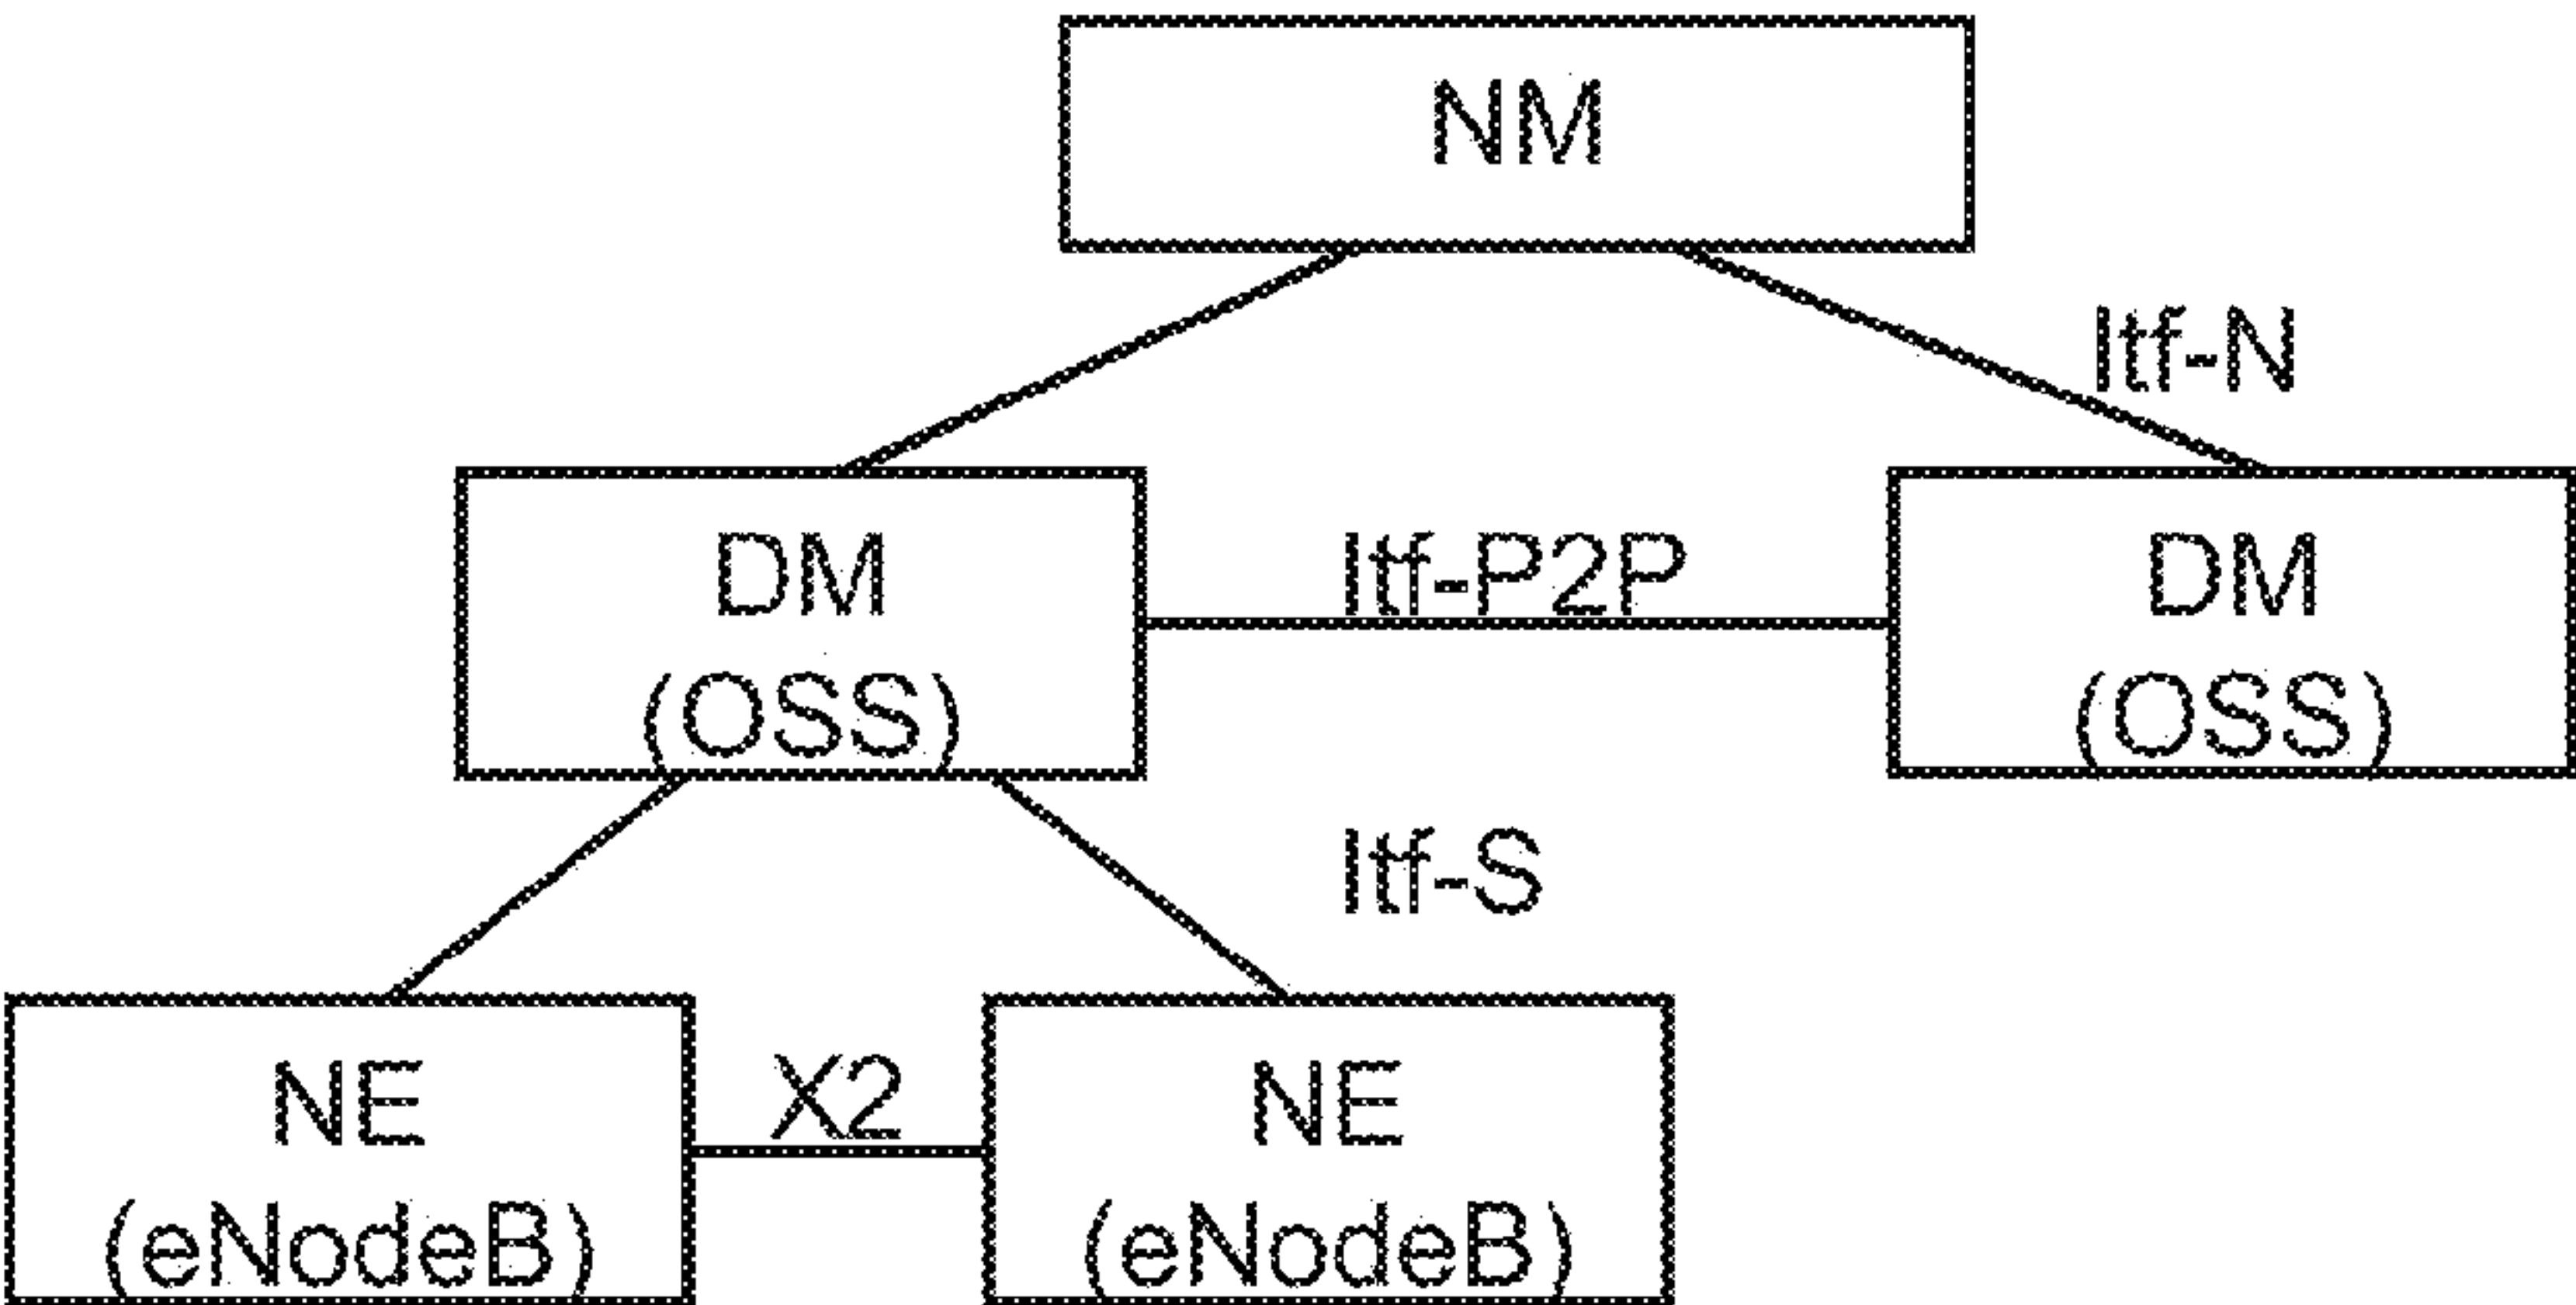 NM
Itf-N
DM
(OSS)
Itf-P2P
DM
(OSS)
Itf-S
NE
(eNodeB)
X2
NE
(eNodeB)